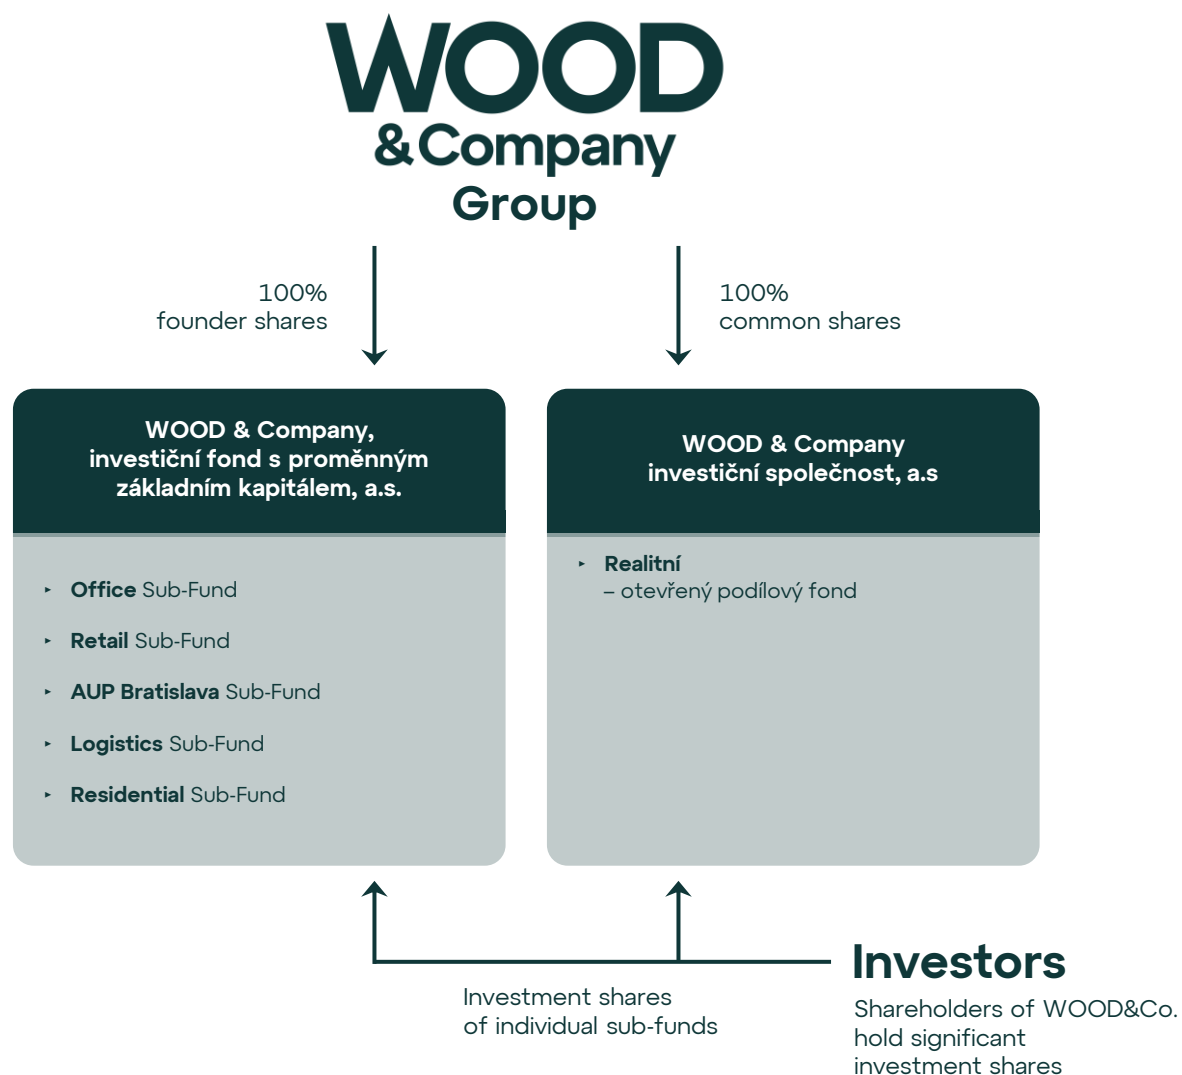 WOOD
&Company
Group
100%
founder shares
100%
common shares
WOOD & Company,
investiční fond s proměnným
základním kapitálem, a.s.
Office Sub-Fund
Retail Sub-Fund
AUP Bratislava Sub-Fund
Logistics Sub-Fund
Residential Sub-Fund
WOOD & Company
investiční společnost, a.s
Realitní
– otevřený podílový fond
Investment shares
of individual sub-funds
Investors
Shareholders of WOOD&Co.
hold significant
investment shares